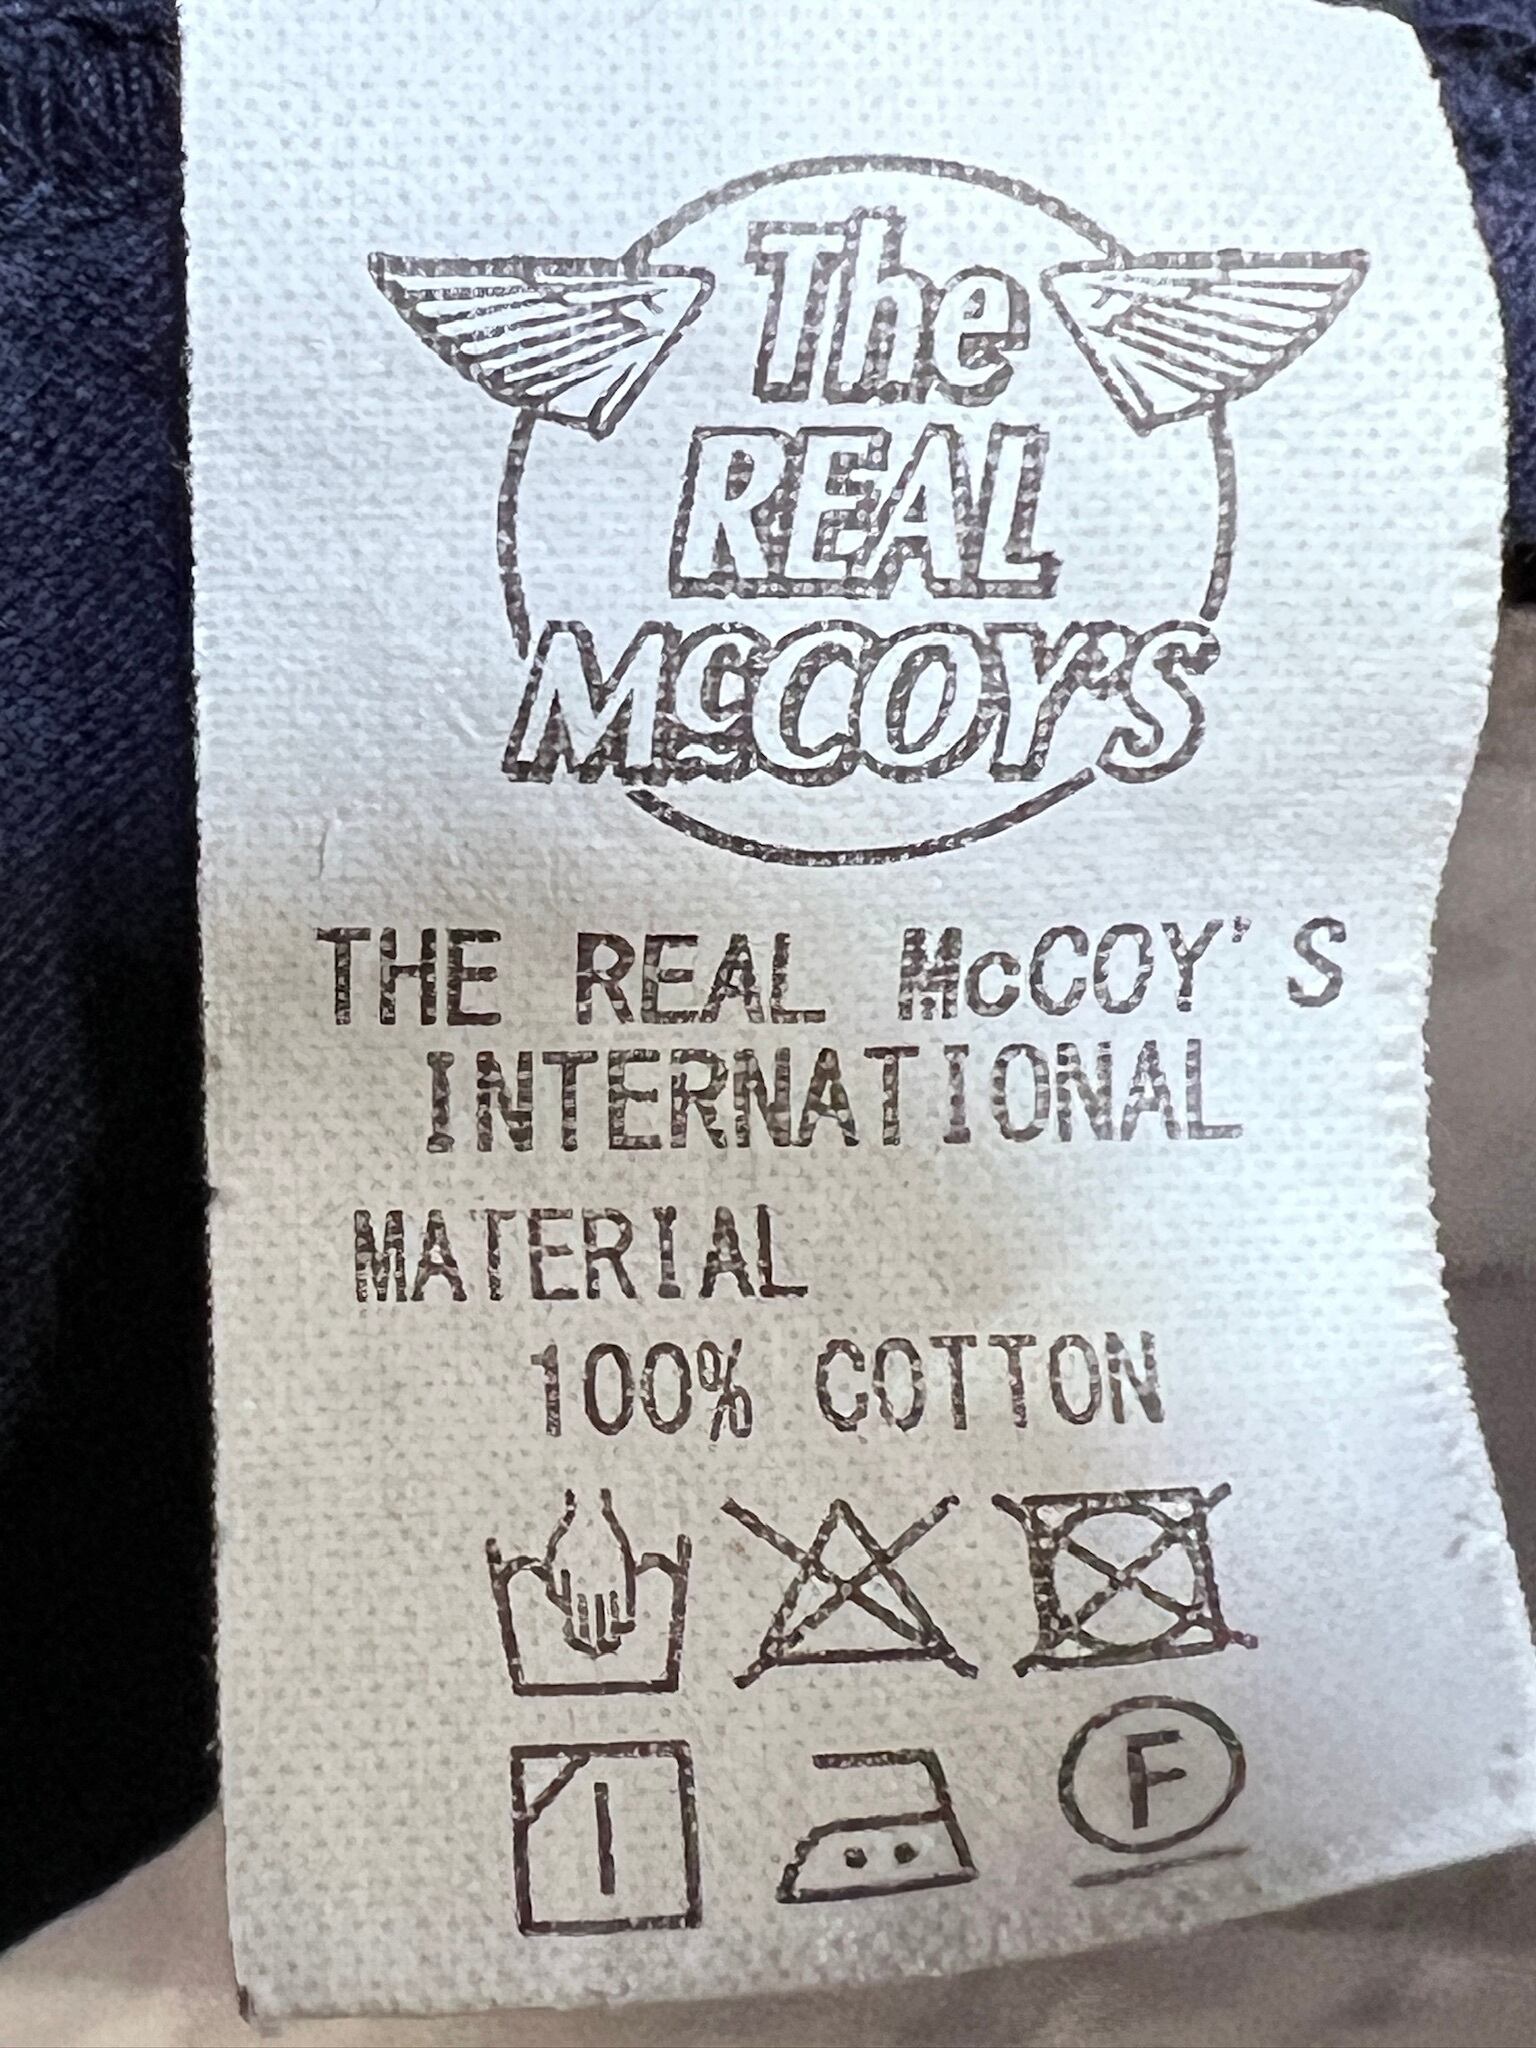 The
REAL
McCOY'S
THE REAL McCOY'S
INTERNATIONAL
MATERIAL
100% COTTON
F